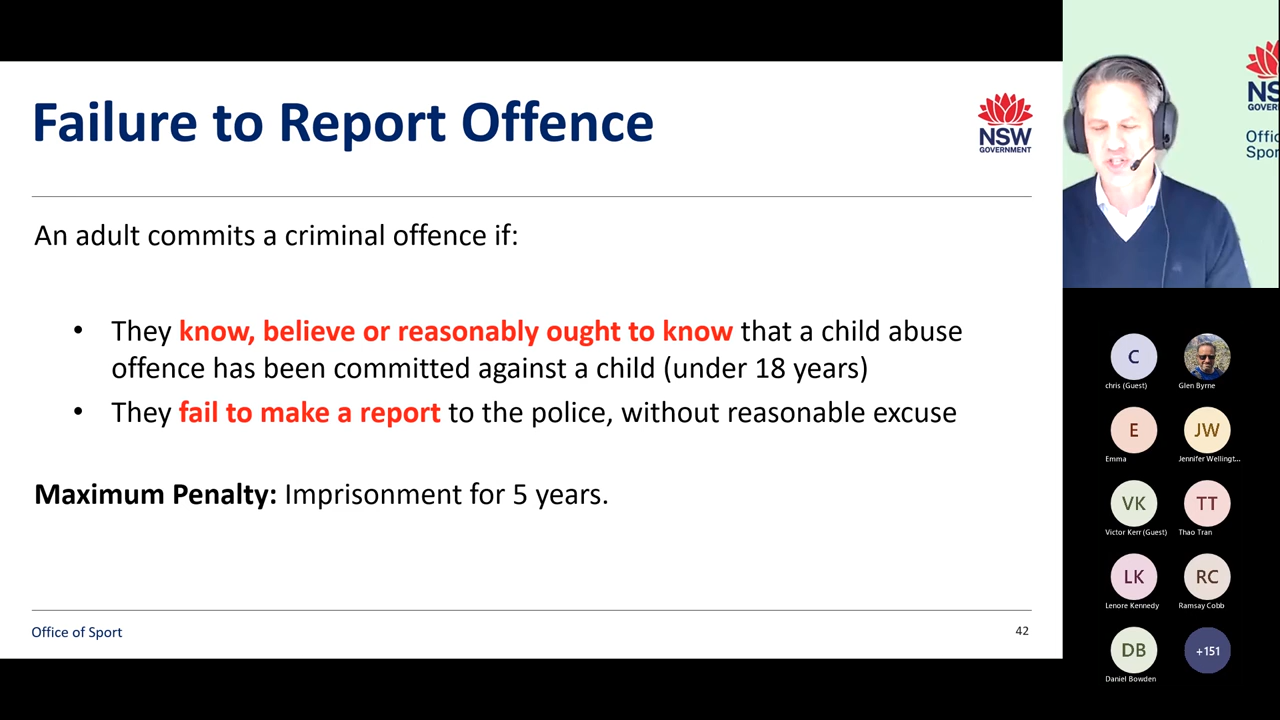 Failure to Report Offence
NSW
GOVERNMENT
An adult commits a criminal offence if:
• They know, believe or reasonably ought to know that a child abuse
offence has been committed against a child (under 18 years)
• They fail to make a report to the police, without reasonable excuse
Maximum Penalty: Imprisonment for 5 years.
Office of Sport
42
NS
GOVER
Offic
Spor
C
chris (Guest)
Glen Byrne
E
Emma
JW
Jennifer Wellingt...
VK
Victor Kerr (Guest)
TT
Thao Tran
LK
Lenore Kennedy
RC
Ramsay Cobb
DB
Daniel Bowden
+151